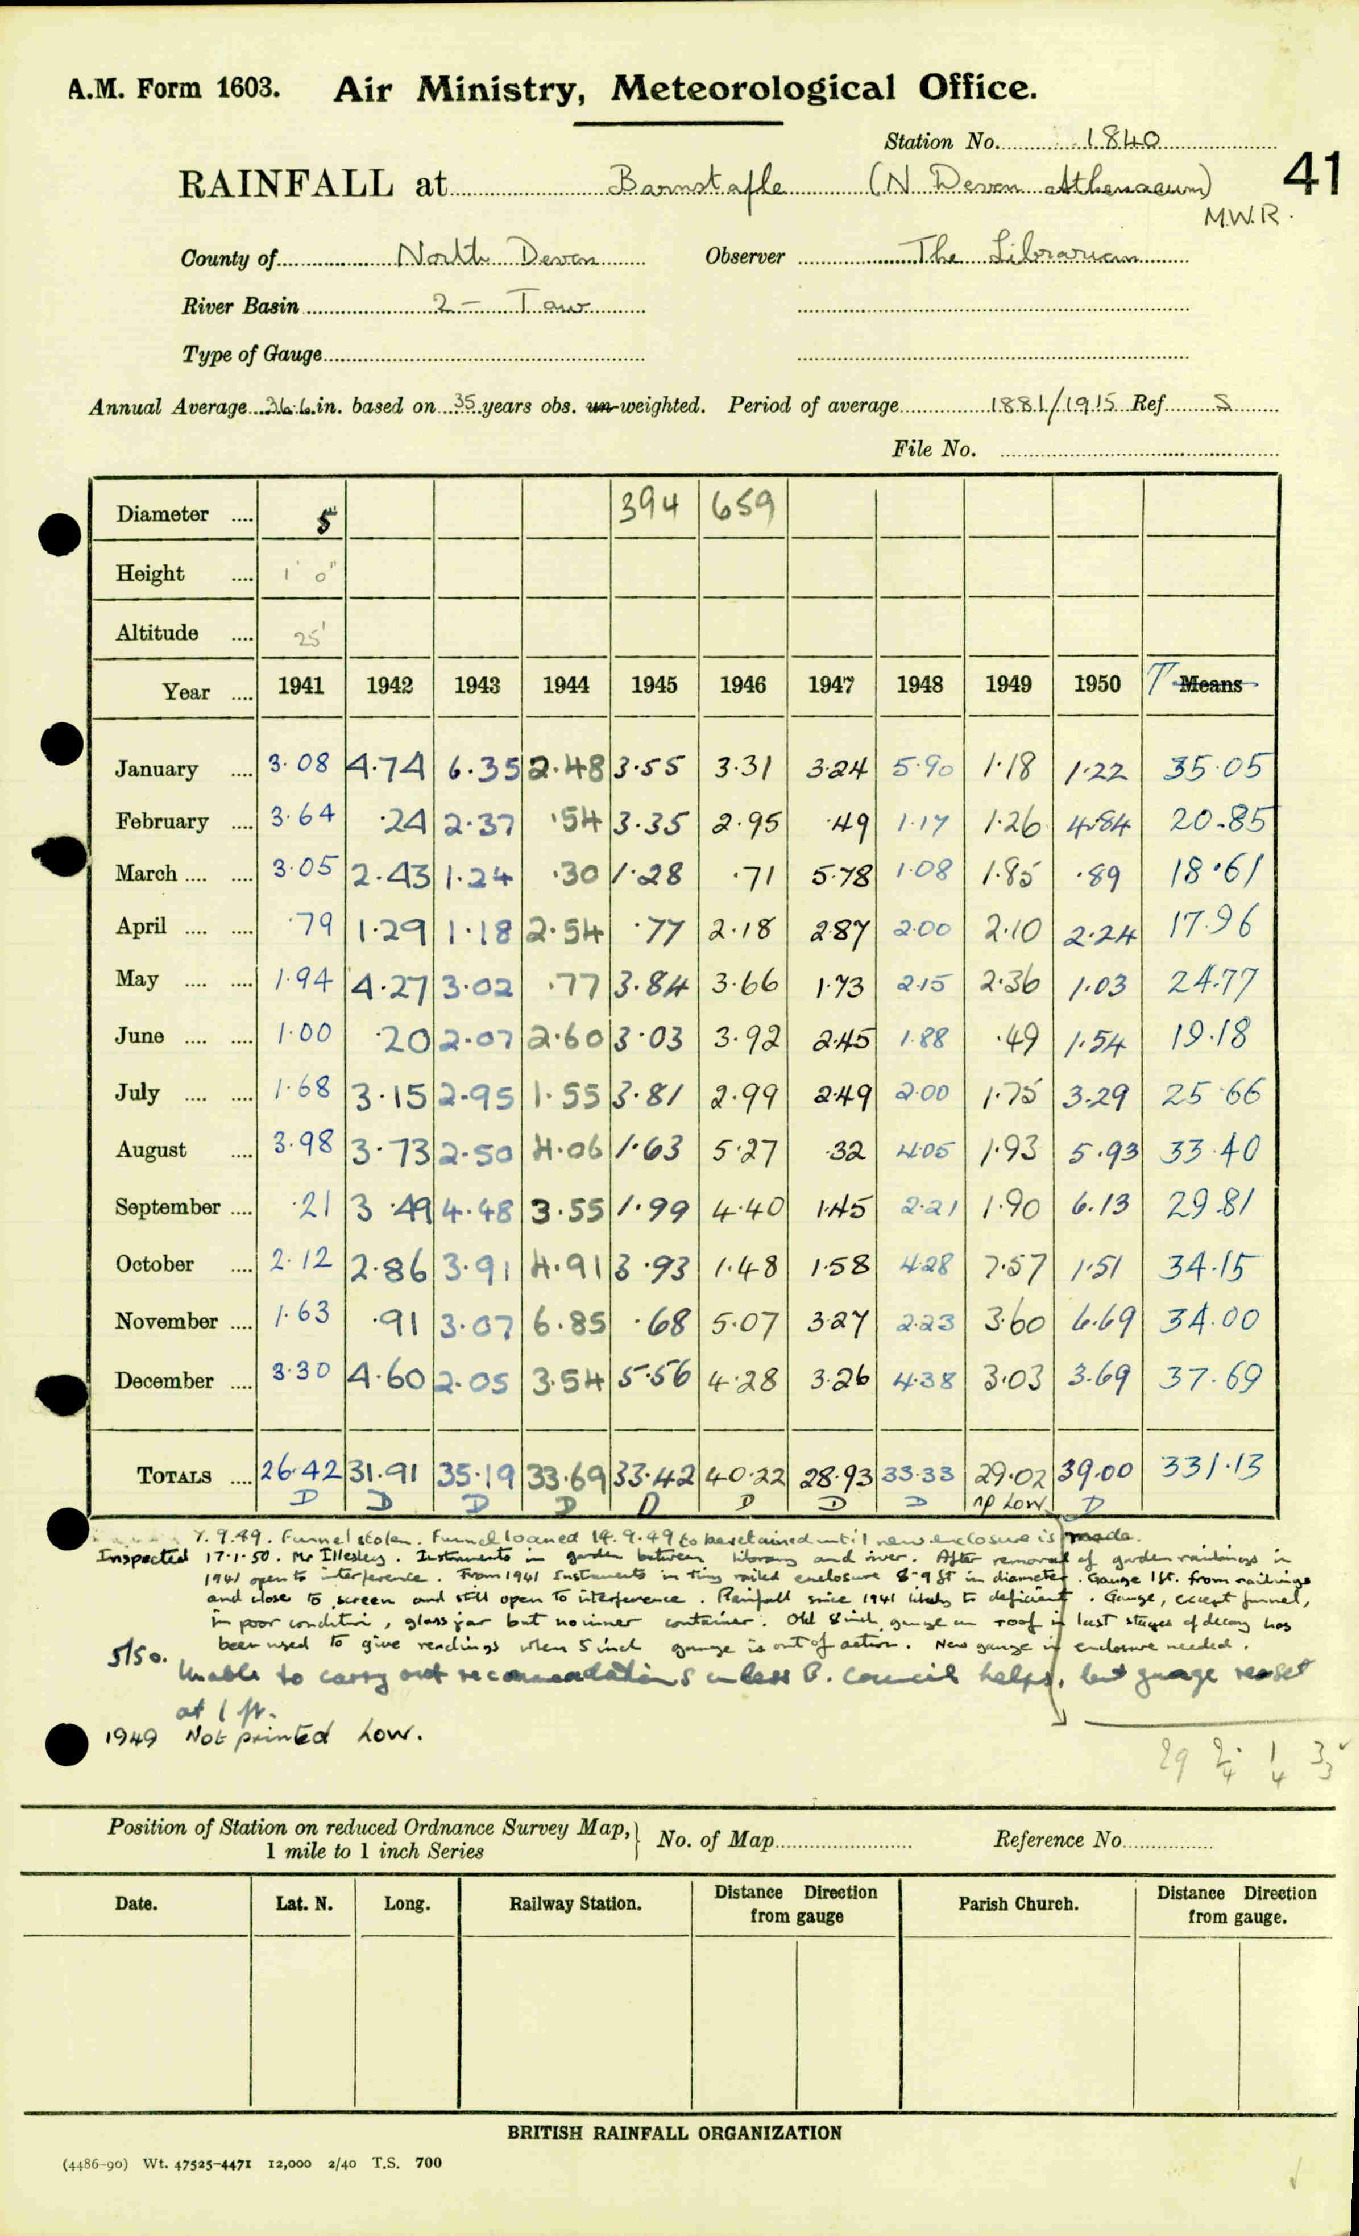 A.M. Form 1603. Air Ministry, Meteorological Office.
Station No. 1840
41
RAINFALL at Barnstaple (N Devon Athenaeum)
M.W.R.
County of North Devon Observer The Librarian
River Basin 2 - Taw
Type of Gauge
Annual Average 36.6 in. based on 35 years obs. un-weighted. Period of average 1881/1915 Ref S
File No.
Diameter .... 5" 394 659
Height .... 1' 0"
Altitude .... 25'
Year .... 1941 1942 1943 1944 1945 1946 1947 1948 1949 1950 T Means
January .... 3.08 4.74 6.35 2.48 3.55 3.31 3.24 5.90 1.18 1.22 35.05
February .... 3.64 .24 2.37 .54 3.35 2.95 .49 1.17 1.26 4.84 20.85
March .... .... 3.05 2.43 1.24 .30 1.28 .71 5.78 1.08 1.85 .89 18.61
April .... .... .79 1.29 1.18 2.54 .77 2.18 2.87 2.00 2.10 2.24 17.96
May .... .... 1.94 4.27 3.02 .77 3.84 3.66 1.73 2.15 2.36 1.03 24.77
June .... .... 1.00 .20 2.07 2.60 3.03 3.92 2.45 1.88 .49 1.54 19.18
July .... .... 1.68 3.15 2.95 1.55 3.81 2.99 2.49 2.00 1.75 3.29 25.66
August .... 3.98 3.73 2.50 4.06 1.63 5.27 .32 4.05 1.93 5.93 33.40
September .... .21 3.49 4.48 3.55 1.99 4.40 1.45 2.21 1.90 6.13 29.81
October .... 2.12 2.86 3.91 4.91 3.93 1.48 1.58 4.28 7.57 1.51 34.15
November .... 1.63 .91 3.07 6.85 .68 5.07 3.27 2.23 3.60 6.69 34.00
December .... 3.30 4.60 2.05 3.54 5.56 4.28 3.26 4.38 3.03 3.69 37.69
TOTALS .... 26.42 31.91 35.19 33.69 33.42 40.22 28.93 33.33 29.02 39.00 331.13
D D D D D D D D np Low D
7.9.49. Funnel stolen. Funnel loaned 14.9.49 to be retained until new enclosure is made.
Inspected 17.1.50. Mr Illesley. Instruments in garden between library and river. After removal of garden railings in
1941 open to interference. From 1941 Instruments in ring railed enclosure 8-9 ft in diameter. Gauge 1ft. from railings
and close to screen and still open to interference. Rainfall since 1941 likely to deficient. Gauge, except funnel,
in poor condition, glass jar but no inner container. Old 8 inch gauge on roof in last stages of decay has
been used to give readings when 5 inch gauge is out of action. New gauge in enclosure needed.
5/50. Unable to carry out recommendations unless B. Council helps, but guage reset
at 1 ft.
1949 Not printed Low.
29 2/4 1/4 33
Position of Station on reduced Ordnance Survey Map, 1 mile to 1 inch Series No. of Map Reference No.
Date. Lat. N. Long. Railway Station. Distance Direction from gauge Parish Church. Distance Direction from gauge.
BRITISH RAINFALL ORGANIZATION
(4486-90) Wt. 47525-4471 12,000 2/40 T.S. 700